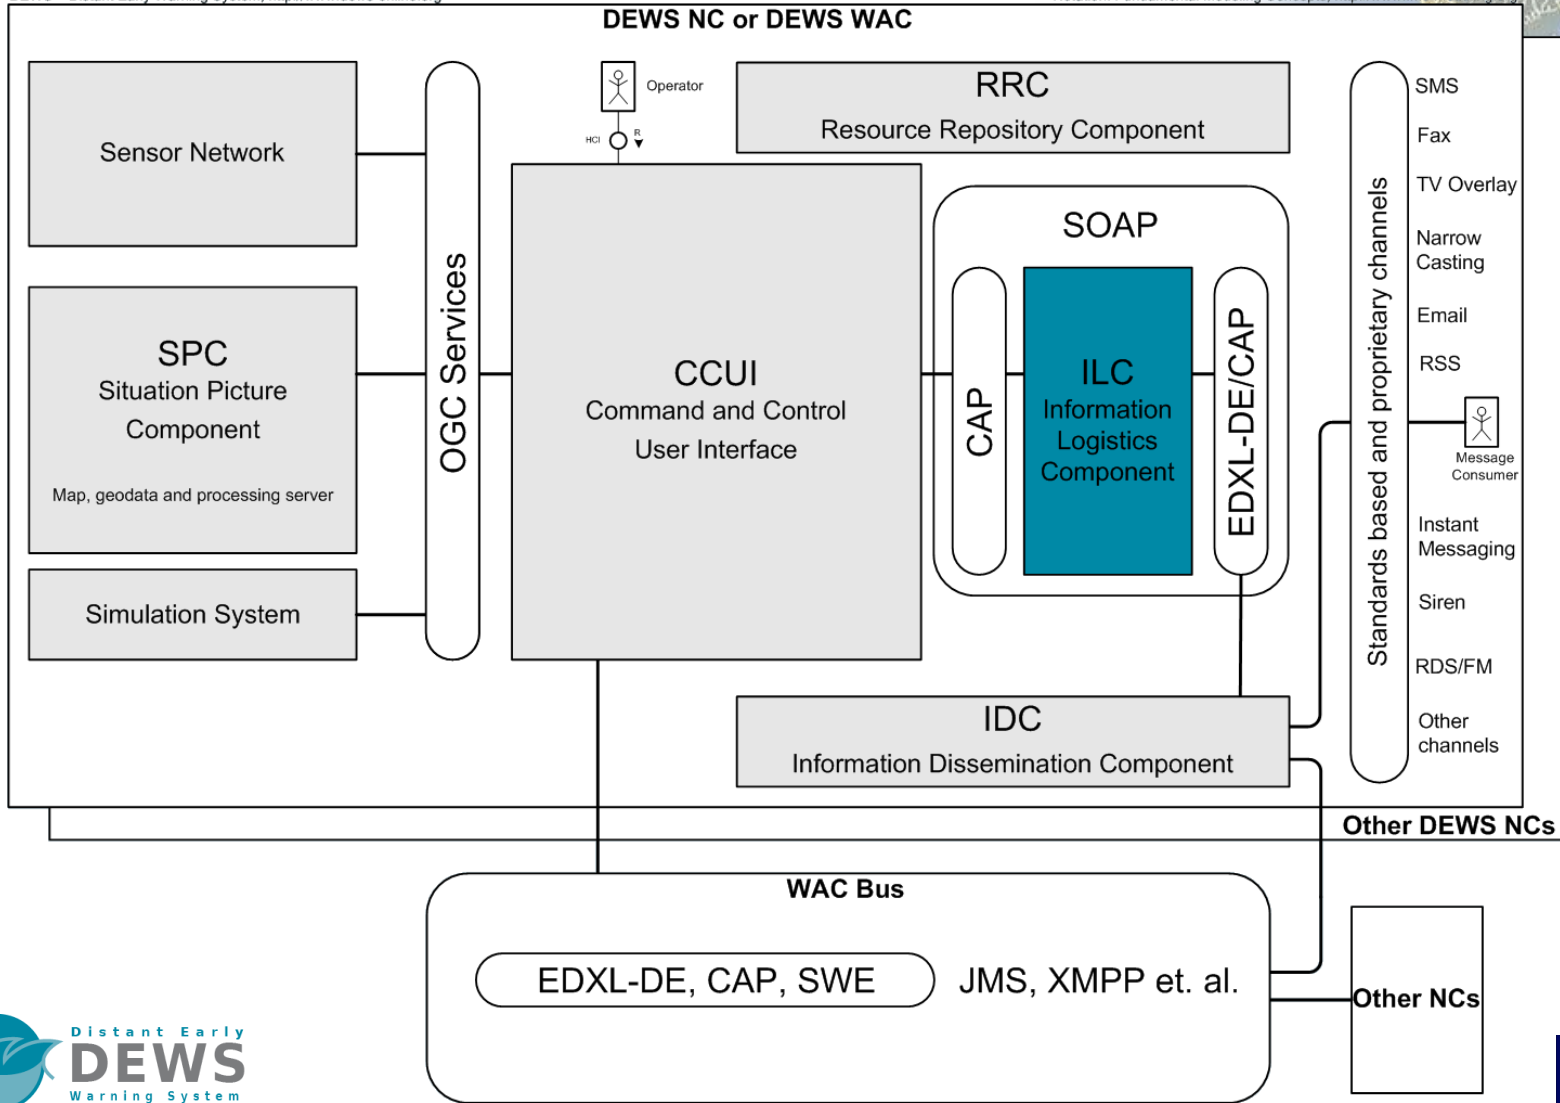 DEWS NC or DEWS WAC
Sensor Network
SPC
Situation Picture
Component
Map, geodata and processing server
Simulation System
OGC Services
Operator
HCI
R
CCUI
Command and Control
User Interface
RRC
Resource Repository Component
SOAP
CAP
ILC
Information
Logistics
Component
EDXL-DE/CAP
IDC
Information Dissemination Component
Standards based and proprietary channels
SMS
Fax
TV Overlay
Narrow
Casting
Email
RSS
Message
Consumer
Instant
Messaging
Siren
RDS/FM
Other
channels
Other DEWS NCs
WAC Bus
EDXL-DE, CAP, SWE
JMS, XMPP et. al.
Other NCs
Distant Early
DEWS
Warning System